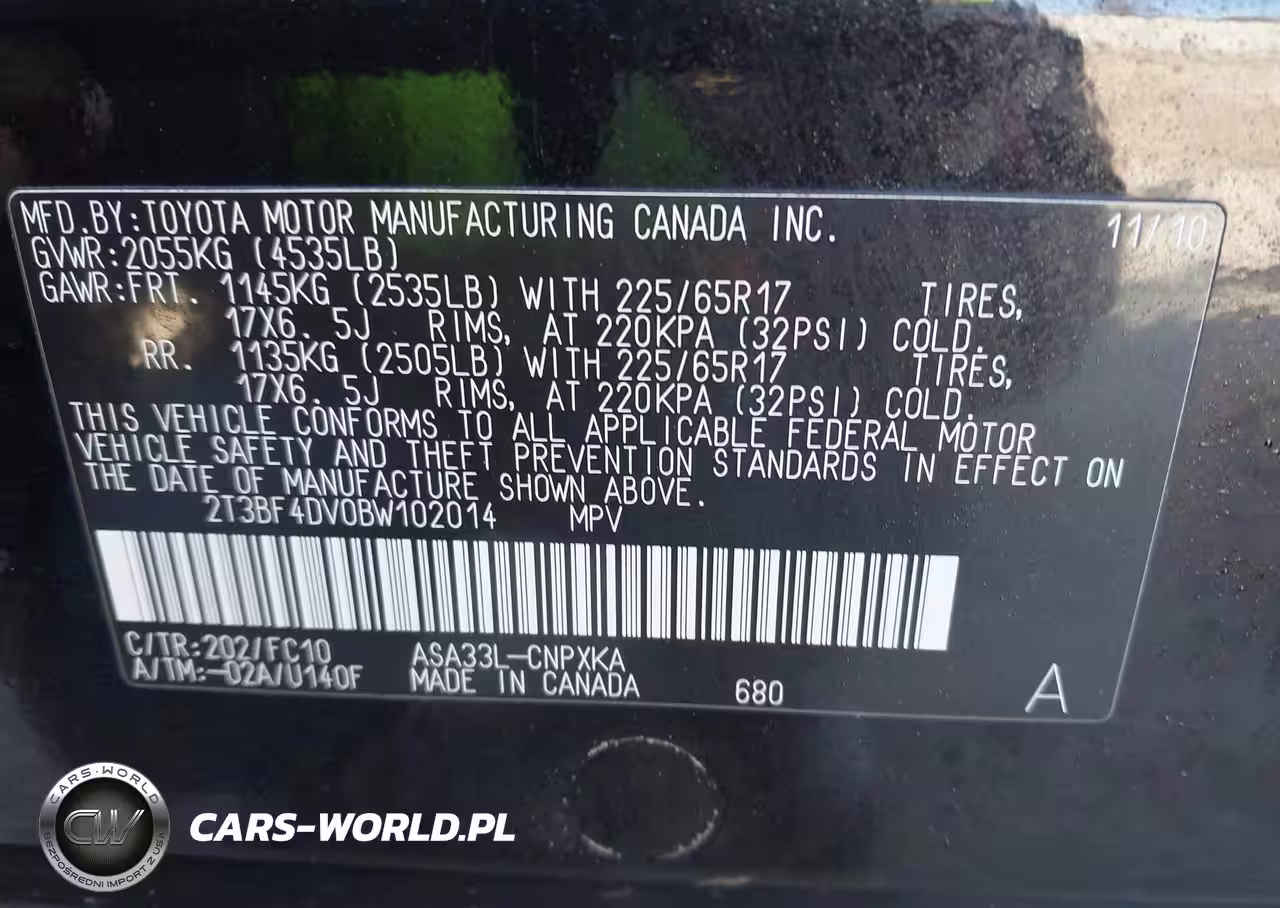 MFD.BY:TOYOTA MOTOR MANUFACTURING CANADA INC. 11/10
GVWR:2055KG (4535LB)
GAWR:FRT. 1145KG (2535LB) WITH 225/65R17 TIRES,
17X6. 5J RIMS, AT 220KPA (32PSI) COLD.
RR. 1135KG (2505LB) WITH 225/65R17 TIRES,
17X6. 5J RIMS, AT 220KPA (32PSI) COLD.
THIS VEHICLE CONFORMS TO ALL APPLICABLE FEDERAL MOTOR
VEHICLE SAFETY AND THEFT PREVENTION STANDARDS IN EFFECT ON
THE DATE OF MANUFACTURE SHOWN ABOVE.
2T3BF4DV0BW102014 MPV
C/TR:202/FC10 ASA33L-CNPXKA
A/TM:-02A/U140F MADE IN CANADA 680 A
CARS-WORLD
CW
BEZPOŚREDNI IMPORT Z USA
CARS-WORLD.PL